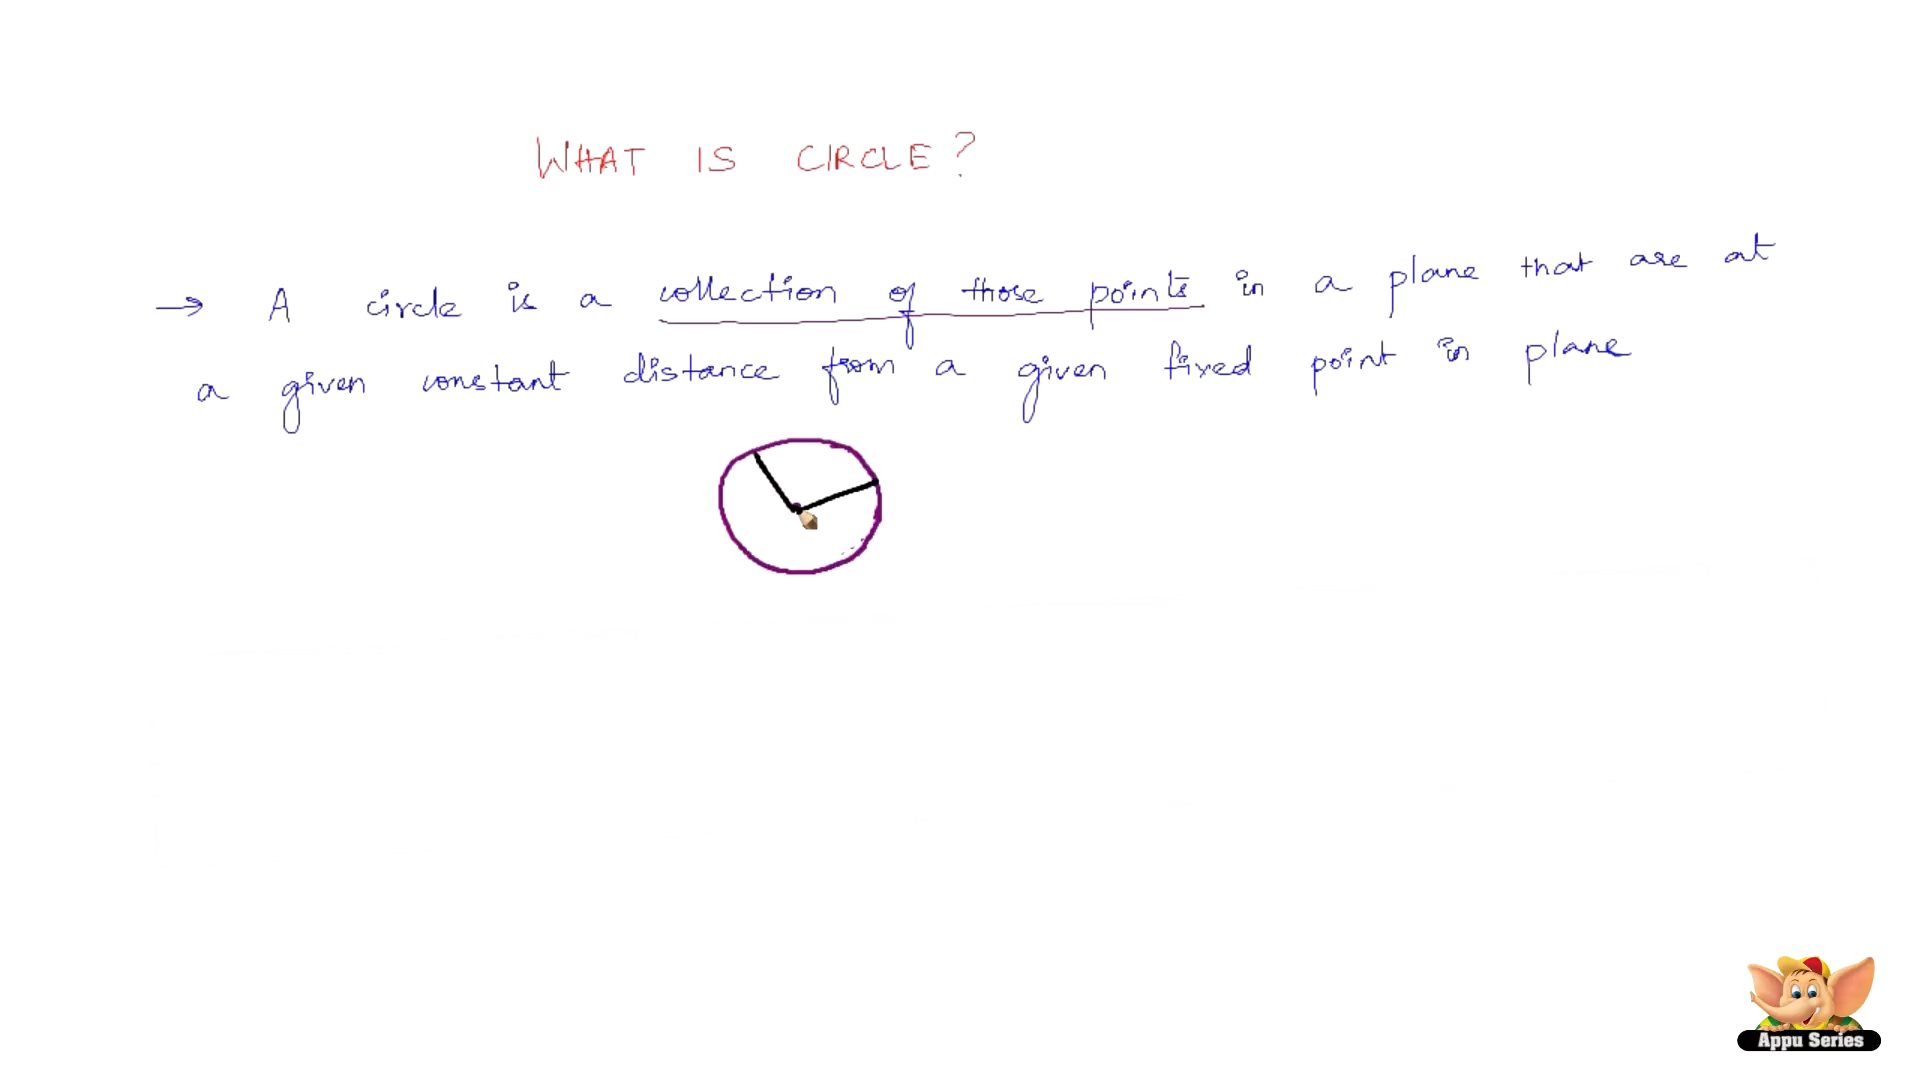 WHAT IS CIRCLE?
→ A circle is a collection of those points in a plane that are at
a given constant distance from a given fixed point in plane
Appu Series